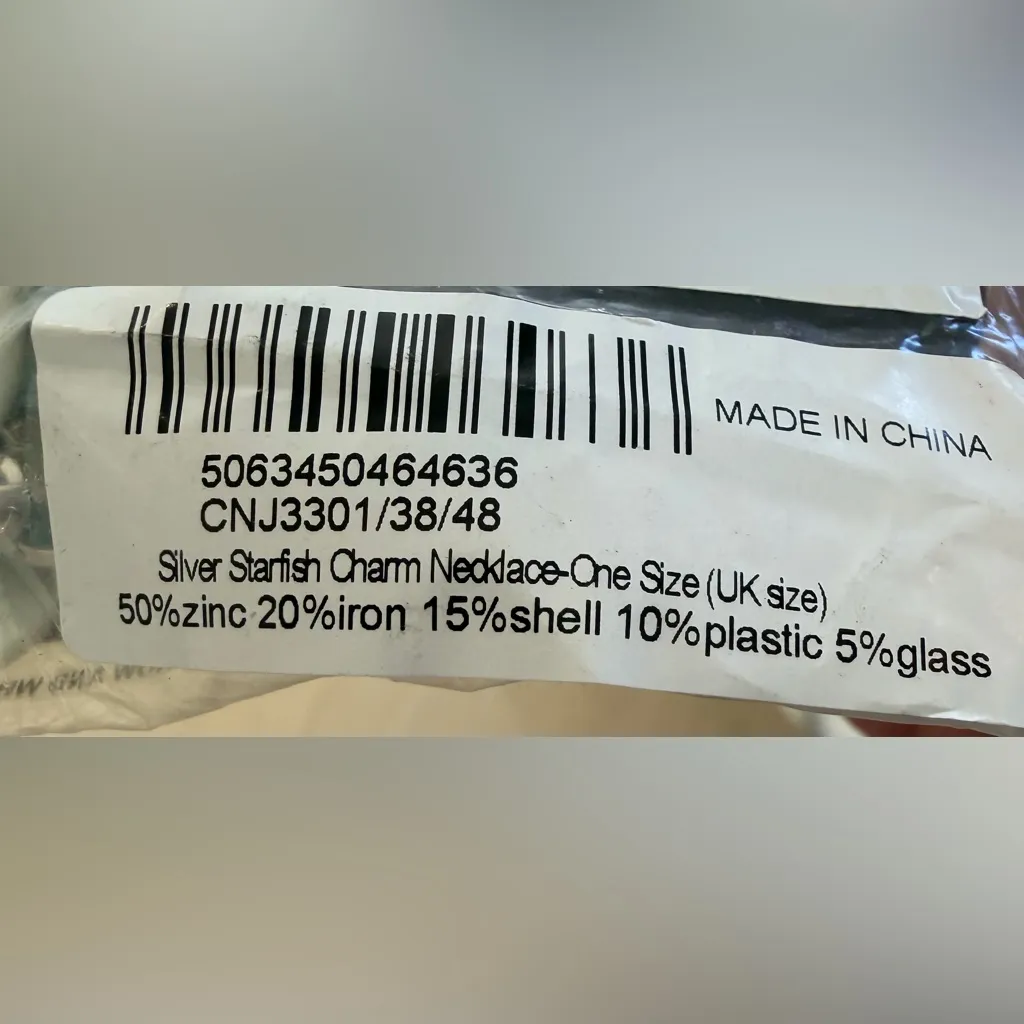 MADE IN CHINA
5063450464636
CNJ3301/38/48
Silver Starfish Charm Necklace-One Size (UK size)
50%zinc 20%iron 15%shell 10%plastic 5%glass